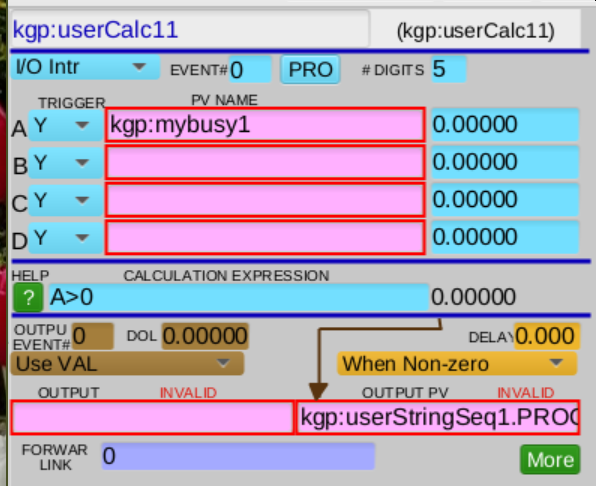 kgp:userCalc11 (kgp:userCalc11)
I/O Intr EVENT# 0 PRO # DIGITS 5
TRIGGER PV NAME
A Y kgp:mybusy1 0.00000
B Y 0.00000
C Y 0.00000
D Y 0.00000
HELP CALCULATION EXPRESSION
? A>0 0.00000
OUTPU EVENT# 0 DOL 0.00000 DELAY 0.000
Use VAL When Non-zero
OUTPUT INVALID OUTPUT PV INVALID
kgp:userStringSeq1.PROC
FORWAR LINK 0 More